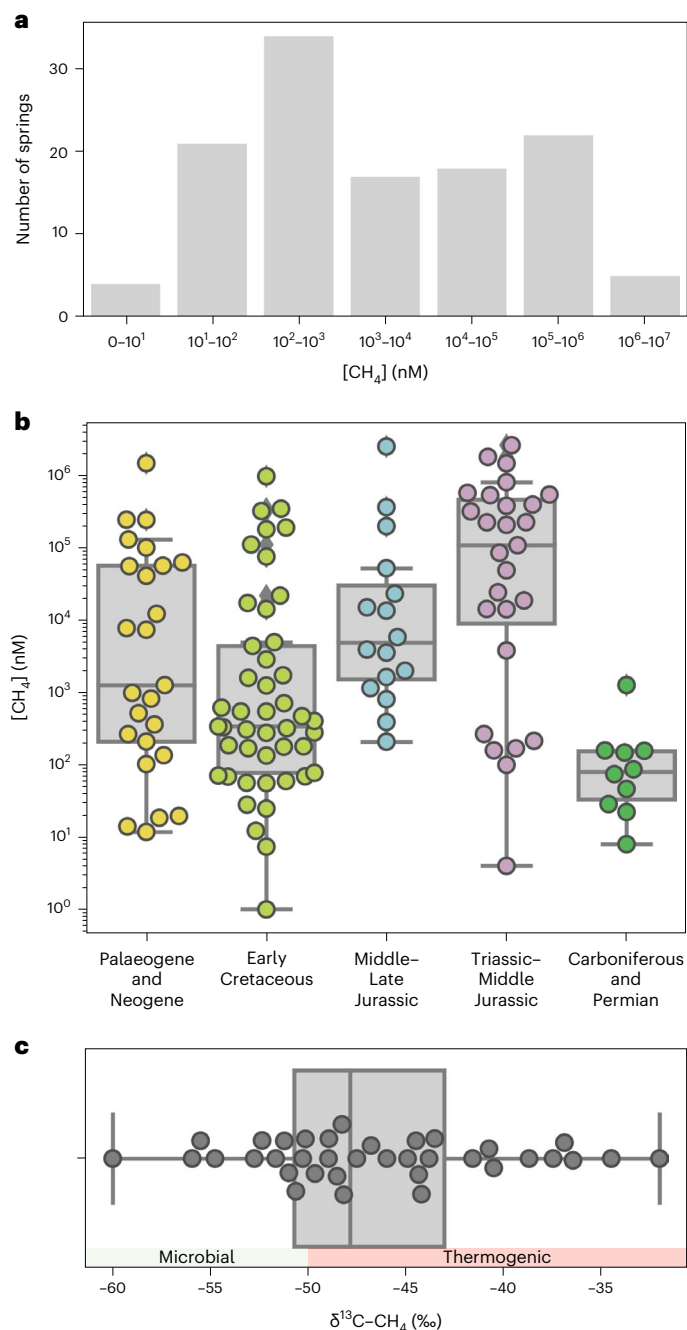 a
Number of springs
30
20
10
0
0–10¹ 10¹–10² 10²–10³ 10³–10⁴ 10⁴–10⁵ 10⁵–10⁶ 10⁶–10⁷
[CH₄] (nM)
b
[CH₄] (nM)
10⁶
10⁵
10⁴
10³
10²
10¹
10⁰
Palaeogene Early Middle– Triassic– Carboniferous
and Cretaceous Late Middle and
Neogene Jurassic Jurassic Permian
c
Microbial Thermogenic
–60 –55 –50 –45 –40 –35
δ¹³C–CH₄ (‰)